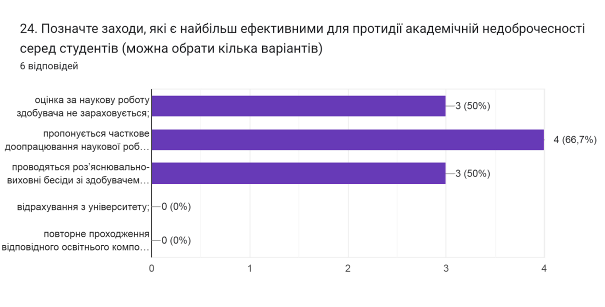 24. Позначте заходи, які є найбільш ефективними для протидії академічній недоброчесності
серед студентів (можна обрати кілька варіантів)
6 відповідей
оцінка за наукову роботу
здобувача не зараховується;
3 (50%)
пропонується часткове
доопрацювання наукової роб…
4 (66,7%)
проводяться роз'яснювально-
виховні бесіди зі здобувачем…
3 (50%)
відрахування з університету;
0 (0%)
повторне проходження
відповідного освітнього компо…
0 (0%)
0 1 2 3 4